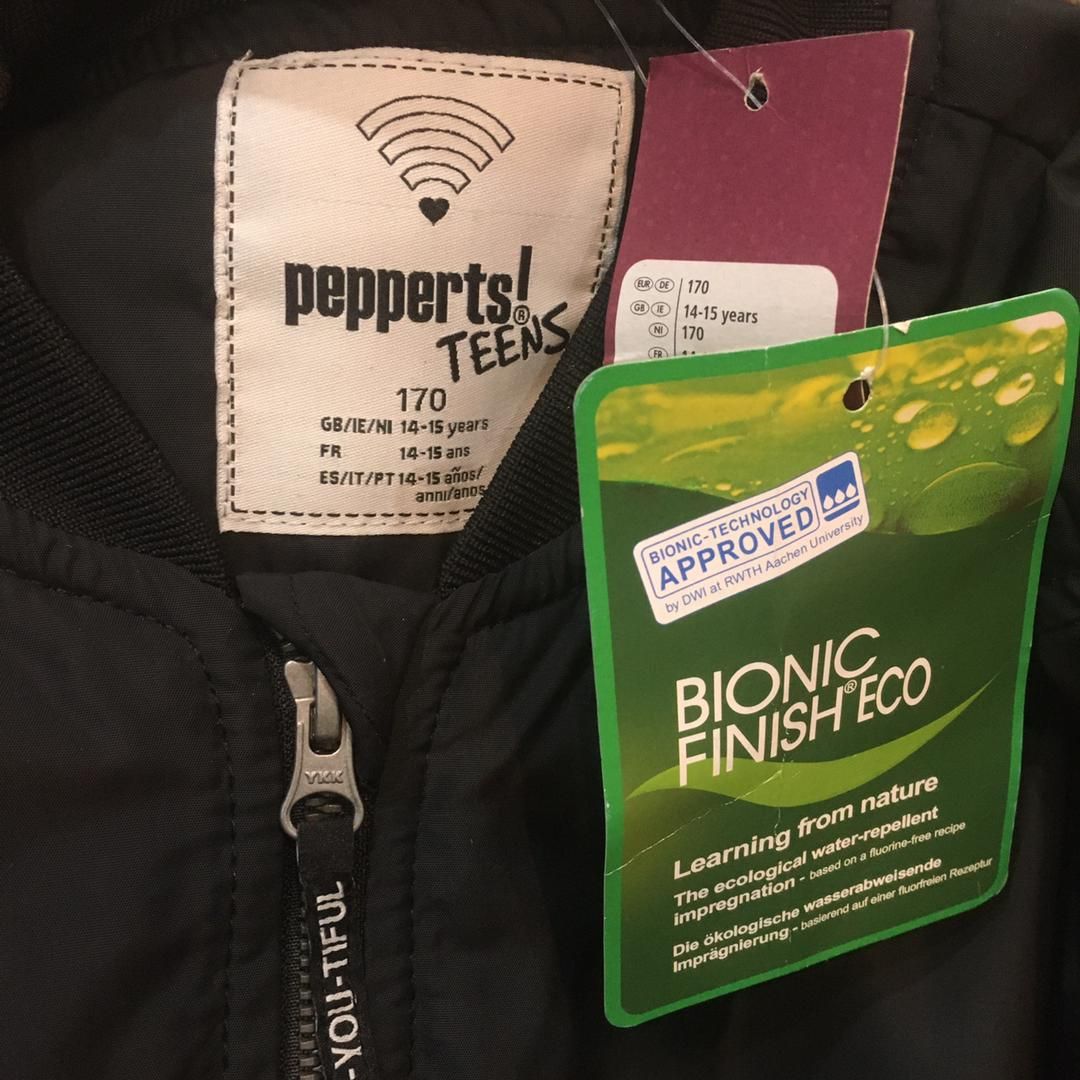 pepperts!®
TEENS
170
GB/IE/NI 14-15 years
FR 14-15 ans
ES/IT/PT 14-15 años/
anni/anos
EUR DE 170
GB IE 14-15 years
NI 170
FR
BIONIC-TECHNOLOGY
APPROVED
by DWI at RWTH Aachen University
BIONIC
FINISH® ECO
Learning from nature
The ecological water-repellent
impregnation - based on a fluorine-free recipe
Die ökologische wasserabweisende
Imprägnierung - basierend auf einer fluorfreien Rezeptur
YKK
-YOU-TIFUL